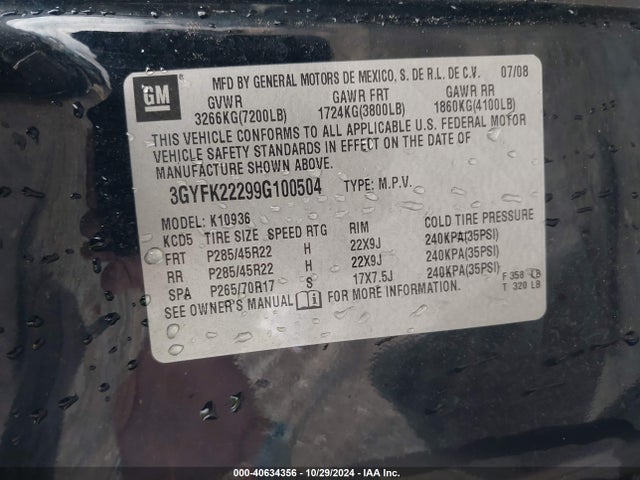 GM
MFD BY GENERAL MOTORS DE MEXICO, S. DE R.L. DE C.V. 07/08
GVWR GAWR FRT GAWR RR
3266KG(7200LB) 1724KG(3800LB) 1860KG(4100LB)
THIS VEHICLE CONFORMS TO ALL APPLICABLE U.S. FEDERAL MOTOR
VEHICLE SAFETY STANDARDS IN EFFECT ON THE DATE OF
MANUFACTURE SHOWN ABOVE.
3GYFK22299G100504 TYPE: M.P.V.
MODEL: K10936
KCD5 TIRE SIZE SPEED RTG RIM COLD TIRE PRESSURE
FRT P285/45R22 H 22X9J 240KPA(35PSI)
RR P285/45R22 H 22X9J 240KPA(35PSI)
SPA P265/70R17 S 17X7.5J 240KPA(35PSI)
SEE OWNER'S MANUAL i FOR MORE INFORMATION.
F 358 LB
T 320 LB
00-40634356 • 10/29/2024 • IAA Inc.